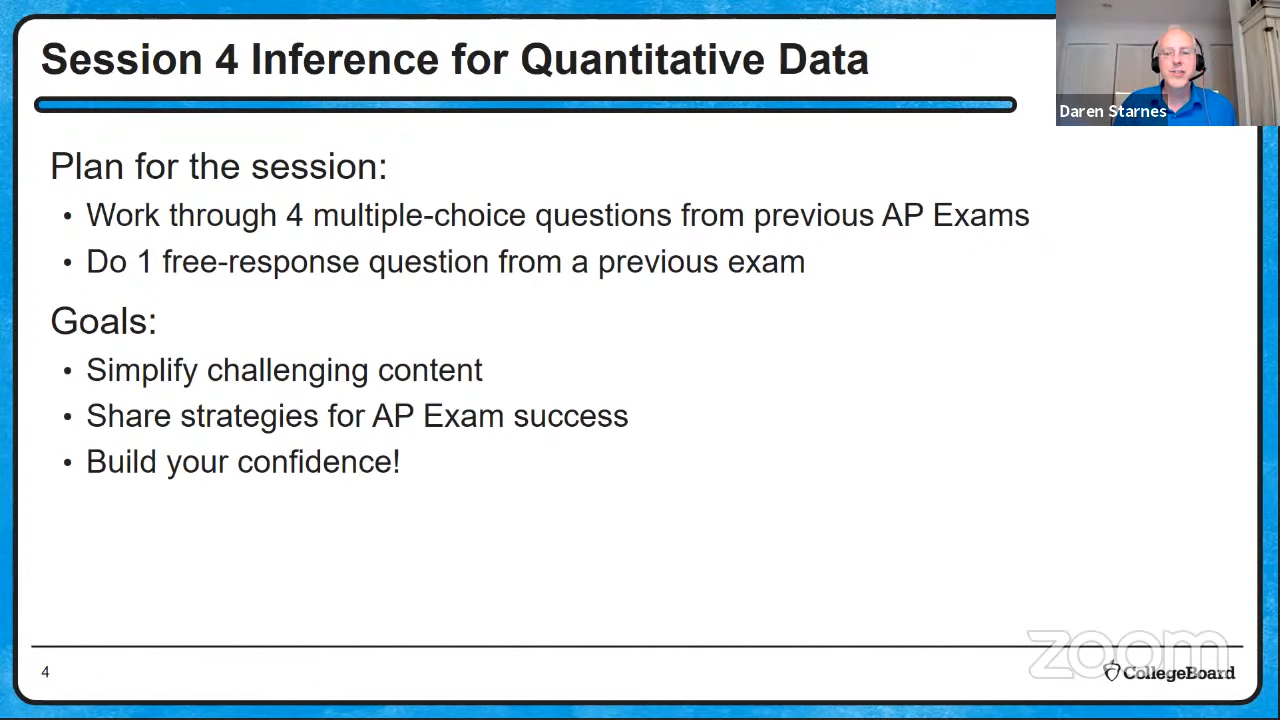 Session 4 Inference for Quantitative Data
Daren Starnes
Plan for the session:
• Work through 4 multiple-choice questions from previous AP Exams
• Do 1 free-response question from a previous exam
Goals:
• Simplify challenging content
• Share strategies for AP Exam success
• Build your confidence!
zoom
4
CollegeBoard